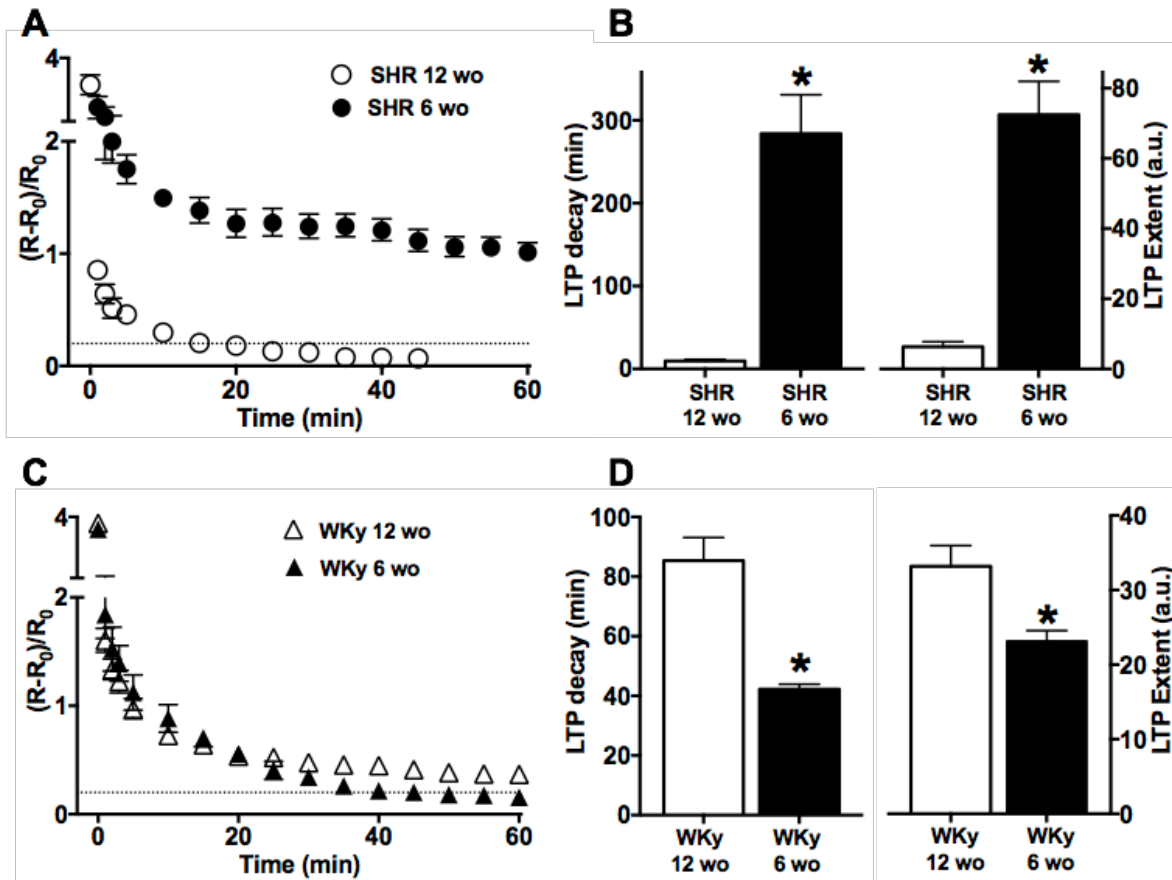 A
4
2
1
0
(R-R0)/R0
SHR 12 wo
SHR 6 wo
0
20
40
60
Time (min)
B
300
200
100
0
LTP decay (min)
*
*
80
60
40
20
0
LTP Extent (a.u.)
SHR
12 wo
SHR
6 wo
SHR
12 wo
SHR
6 wo
C
4
2
1
0
(R-R0)/R0
WKy 12 wo
WKy 6 wo
0
20
40
60
Time (min)
D
100
80
60
40
20
0
LTP decay (min)
*
*
40
30
20
10
0
LTP Extent (a.u.)
WKy
12 wo
WKy
6 wo
WKy
12 wo
WKy
6 wo